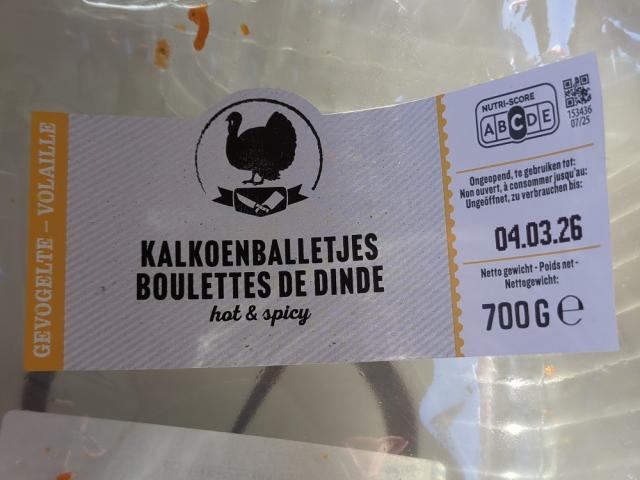 GEVOGELTE – VOLAILLE
KALKOENBALLETJES
BOULETTES DE DINDE
hot & spicy
NUTRI-SCORE
A B C D E
153436
07/25
Ongeopend, te gebruiken tot:
Non ouvert, à consommer jusqu'au:
Ungeöffnet, zu verbrauchen bis:
04.03.26
Netto gewicht - Poids net -
Nettogewicht:
700 G ℮